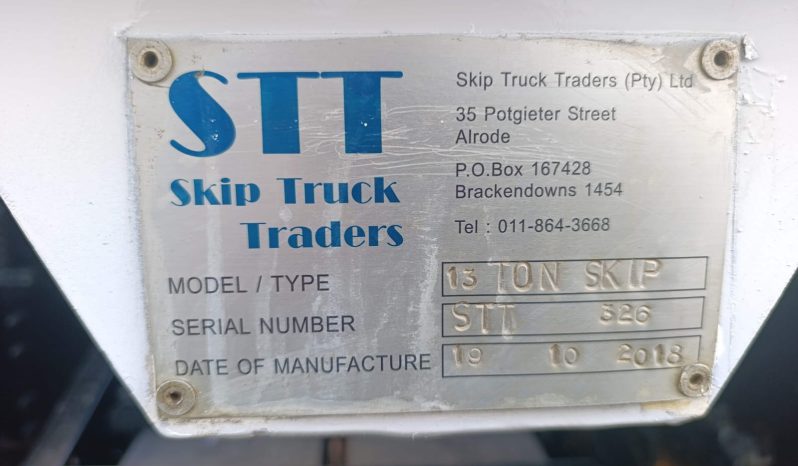 STT
Skip Truck
Traders
Skip Truck Traders (Pty) Ltd
35 Potgieter Street
Alrode
P.O.Box 167428
Brackendowns 1454
Tel : 011-864-3668
MODEL / TYPE 13 TON SKIP
SERIAL NUMBER STT 326
DATE OF MANUFACTURE 19 10 2018